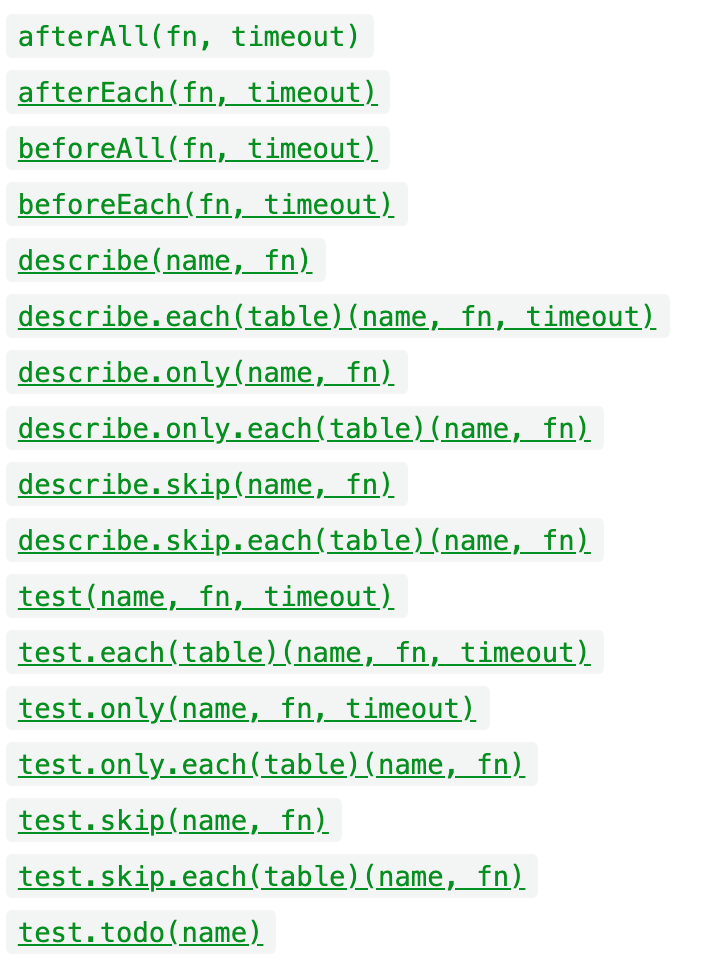 afterAll(fn, timeout)
afterEach(fn, timeout)
beforeAll(fn, timeout)
beforeEach(fn, timeout)
describe(name, fn)
describe.each(table)(name, fn, timeout)
describe.only(name, fn)
describe.only.each(table)(name, fn)
describe.skip(name, fn)
describe.skip.each(table)(name, fn)
test(name, fn, timeout)
test.each(table)(name, fn, timeout)
test.only(name, fn, timeout)
test.only.each(table)(name, fn)
test.skip(name, fn)
test.skip.each(table)(name, fn)
test.todo(name)